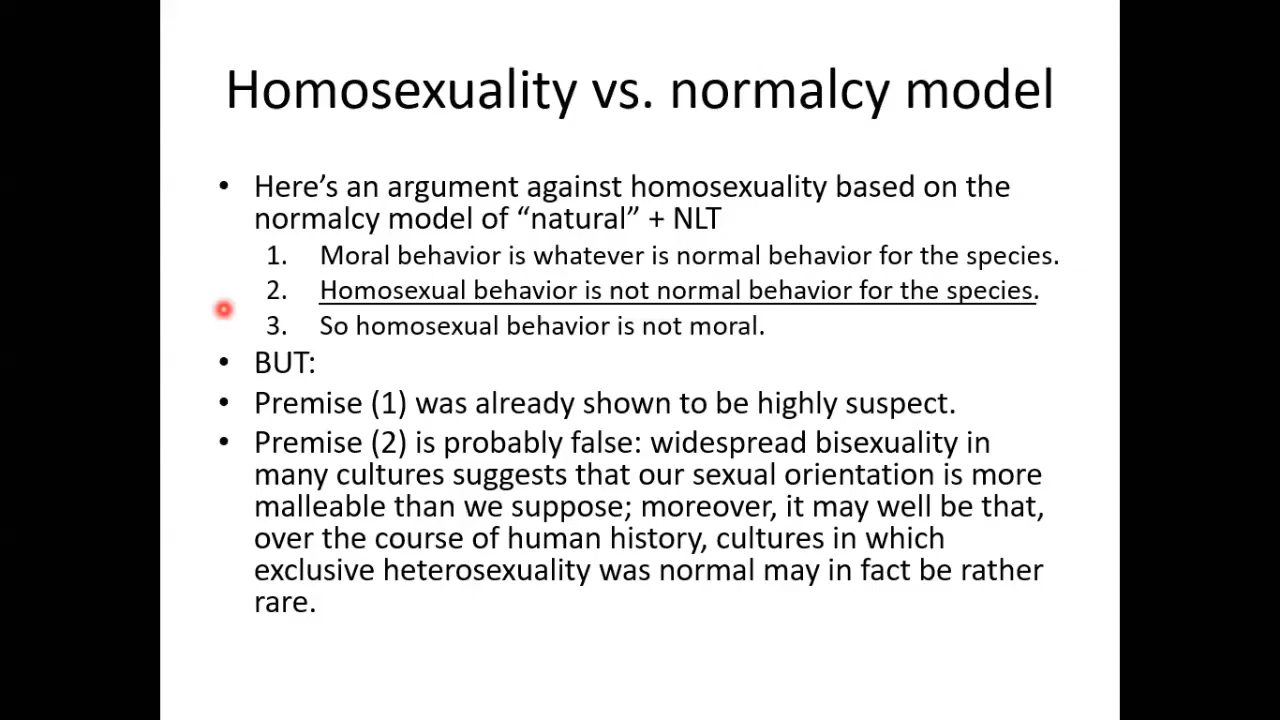 Homosexuality vs. normalcy model
• Here’s an argument against homosexuality based on the
normalcy model of “natural” + NLT
1. Moral behavior is whatever is normal behavior for the species.
2. Homosexual behavior is not normal behavior for the species.
3. So homosexual behavior is not moral.
• BUT:
• Premise (1) was already shown to be highly suspect.
• Premise (2) is probably false: widespread bisexuality in
many cultures suggests that our sexual orientation is more
malleable than we suppose; moreover, it may well be that,
over the course of human history, cultures in which
exclusive heterosexuality was normal may in fact be rather
rare.